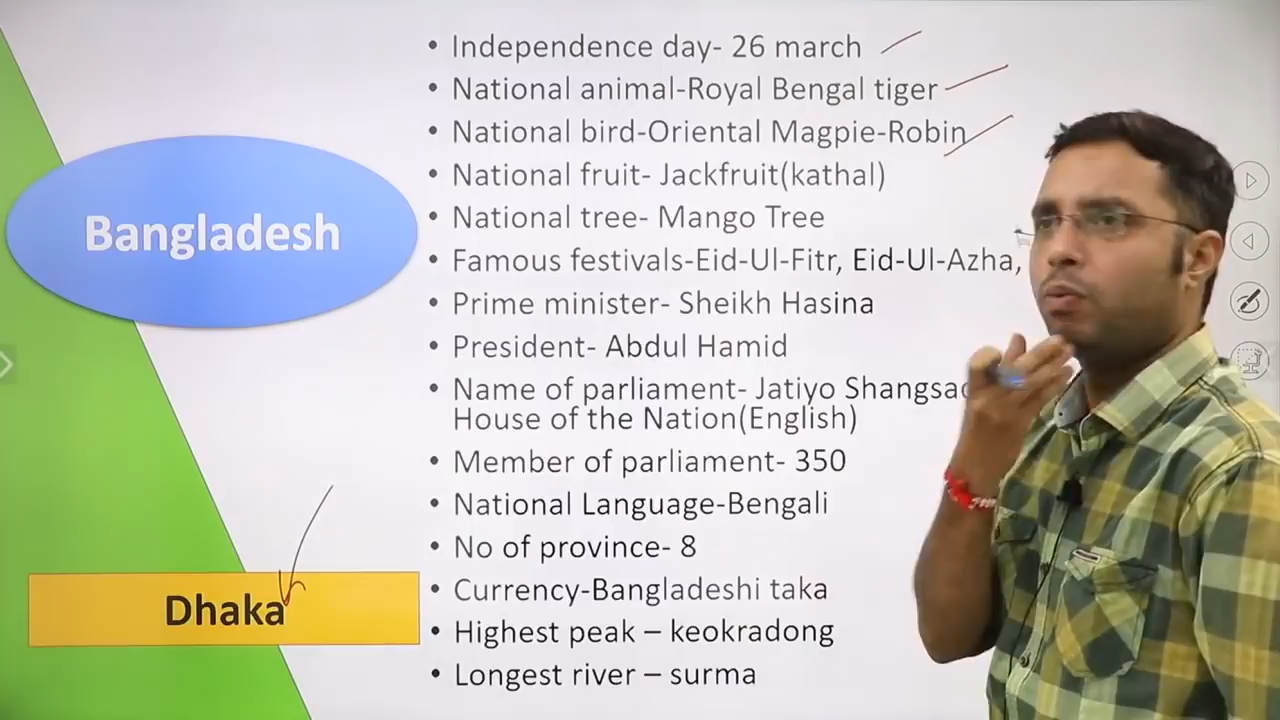 Independence day- 26 march
National animal-Royal Bengal tiger
National bird-Oriental Magpie-Robin
National fruit- Jackfruit(kathal)
National tree- Mango Tree
Famous festivals-Eid-Ul-Fitr, Eid-Ul-Azha,
Prime minister- Sheikh Hasina
President- Abdul Hamid
Name of parliament- Jatiyo
House of the Nation(English)
Member of parliament- 350
National Language-Bengali
No of province- 8
Currency-Bangladeshi taka
Highest peak – keokradong
Longest river – surma
Bangladesh
Dhaka